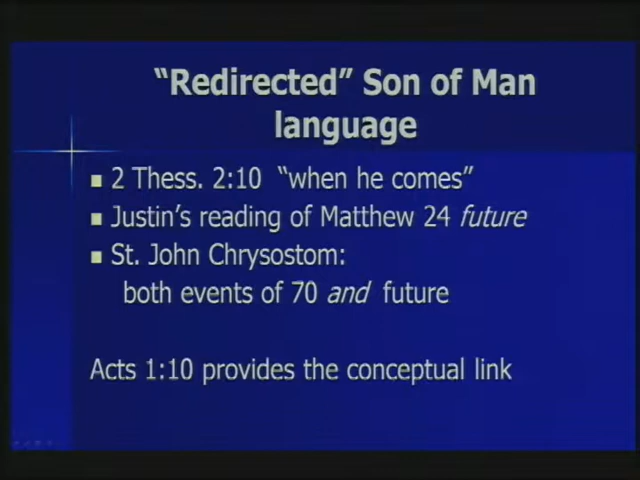 “Redirected” Son of Man
language
2 Thess. 2:10 “when he comes”
Justin’s reading of Matthew 24 future
St. John Chrysostom:
both events of 70 and future
Acts 1:10 provides the conceptual link